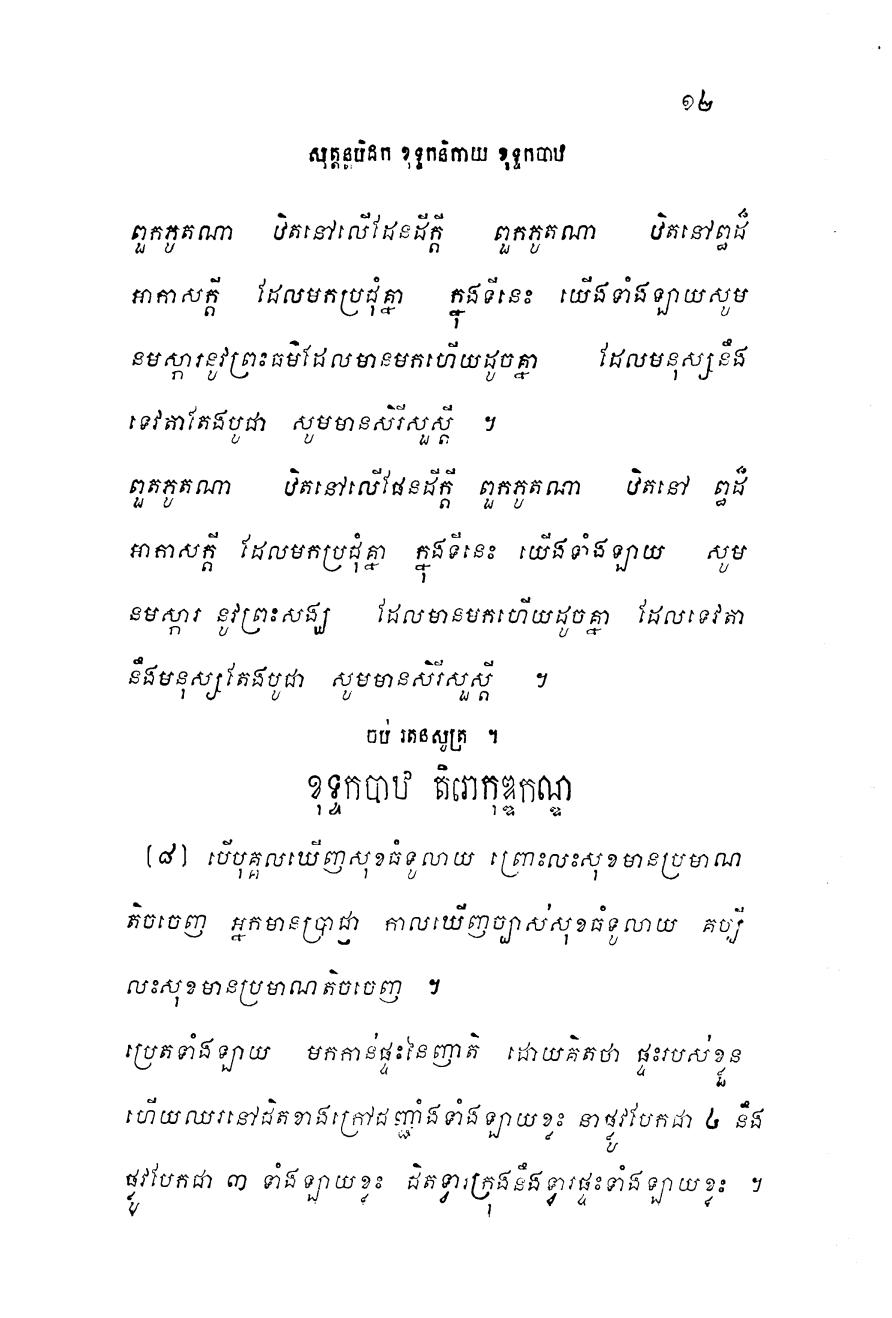 ១២
សុត្តន្តបិដក ខុទ្ទកនិកាយ ខុទ្ទកបាឋ
ពួកភូតណា ឋិតនៅលើផែនដីក្តី ពួកភូតណា ឋិតនៅឰដ៏
អាកាសក្តី ដែលមកប្រជុំគ្នា ក្នុងទីនេះ យើងទាំងឡាយសូម
នមស្ការនូវព្រះធម៌ដែលមានមកហើយដូចគ្នា ដែលមនុស្សនឹង
ទេវតាតែងបូជា សូមមានសិរីសួស្តី ។
ពួកភូតណា ឋិតនៅលើផែនដីក្តី ពួកភូតណា ឋិតនៅ ឰដ៏
អាកាសក្តី ដែលមកប្រជុំគ្នា ក្នុងទីនេះ យើងទាំងឡាយ សូម
នមស្ការ នូវព្រះសង្ឃ ដែលមានមកហើយដូចគ្នា ដែលទេវតា
នឹងមនុស្សតែងបូជា សូមមានសិរីសួស្តី ។
ចប់ រតនសូត្រ ។
ខុទ្ទកបាឋ តិរោកុឌ្ឌកណ្ឌ
(៨) បើបុគ្គលឃើញសុខធំទូលាយ ព្រោះលះសុខមានប្រមាណ
តិចចេញ អ្នកមានប្រាជ្ញា កាលឃើញច្បាស់សុខធំទូលាយ គប្បី
លះសុខមានប្រមាណតិចចេញ ។
ប្រេតទាំងឡាយ មកកាន់ផ្ទះនៃញាតិ ដោយគិតថា ផ្ទះរបស់ខ្លួន
ហើយឈរនៅជិតខាងក្រៅជញ្ជាំងទាំងឡាយខ្លះ នាផ្លូវបែកជា ៤ នឹង
ផ្លូវបែកជា ៣ ទាំងឡាយខ្លះ ជិតទ្វារក្រុងនឹងទ្វារផ្ទះទាំងឡាយខ្លះ ។